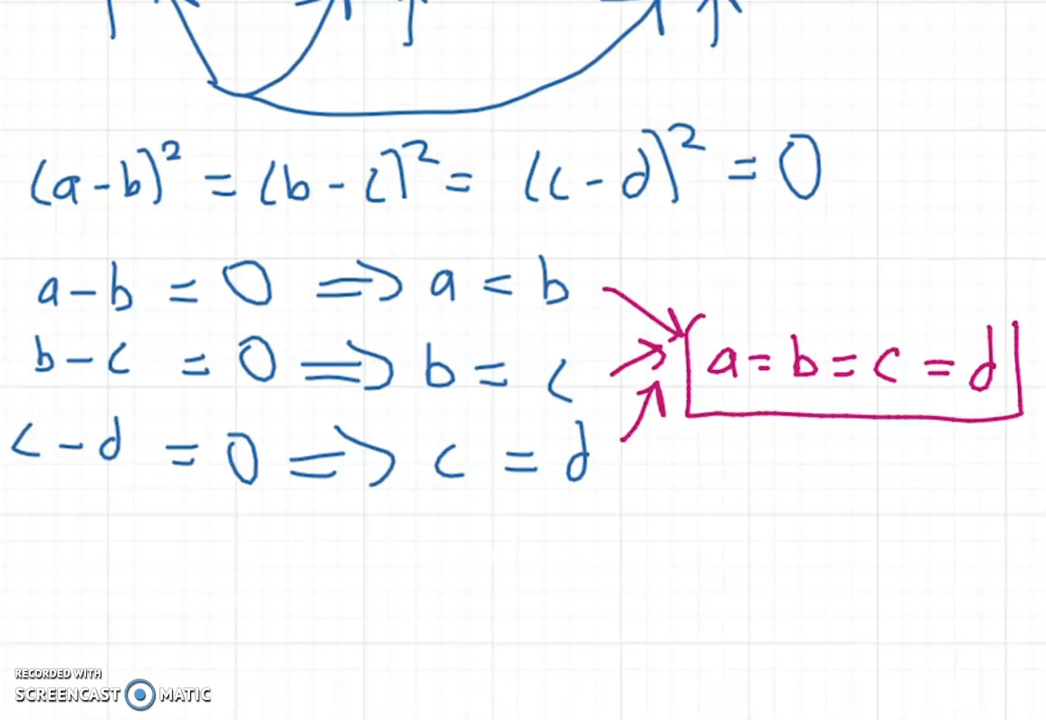 (a-b)² = (b-c)² = (c-d)² = 0
a-b = 0 ⇒ a = b
b-c = 0 ⇒ b = c
c-d = 0 ⇒ c = d
a=b=c=d
RECORDED WITH
SCREENCAST MATIC